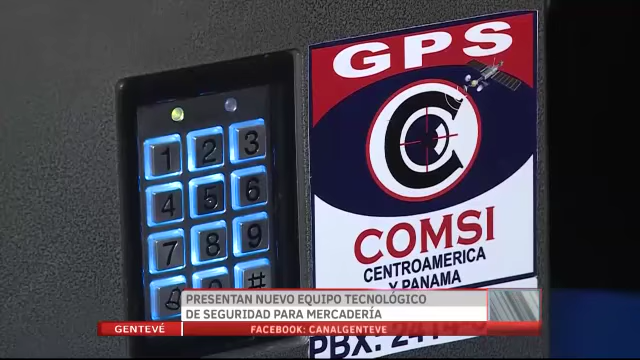 GPS
C
COMSI
CENTROAMERICA
Y PANAMA
PBX:
1 2 3
4 5 6
7 8 9
#
PRESENTAN NUEVO EQUIPO TECNOLÓGICO
DE SEGURIDAD PARA MERCADERÍA
GENTEVÉ FACEBOOK: CANALGENTEVE